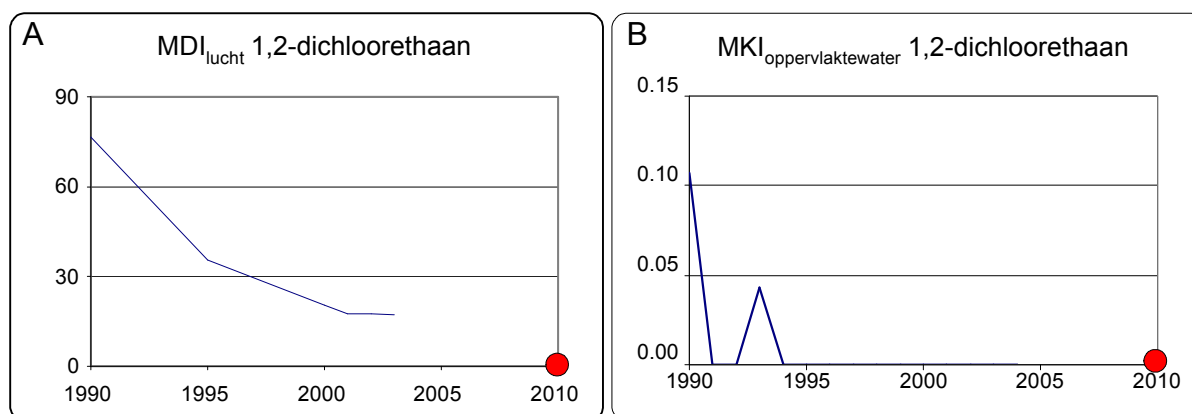 A
MDIlucht 1,2-dichloorethaan
90
60
30
0
1990 1995 2000 2005 2010
B
MKIoppervlaktewater 1,2-dichloorethaan
0.15
0.10
0.05
0.00
1990 1995 2000 2005 2010